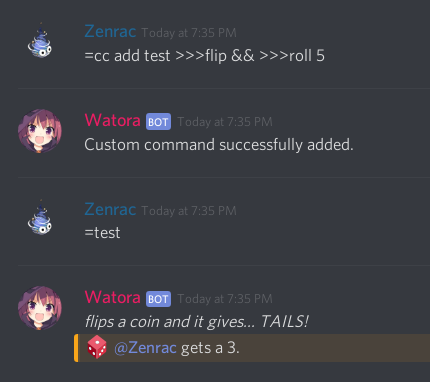 Zenrac Today at 7:35 PM
=cc add test >>>flip && >>>roll 5
Watora BOT Today at 7:35 PM
Custom command successfully added.
Zenrac Today at 7:35 PM
=test
Watora BOT Today at 7:35 PM
flips a coin and it gives... TAILS!
@Zenrac gets a 3.